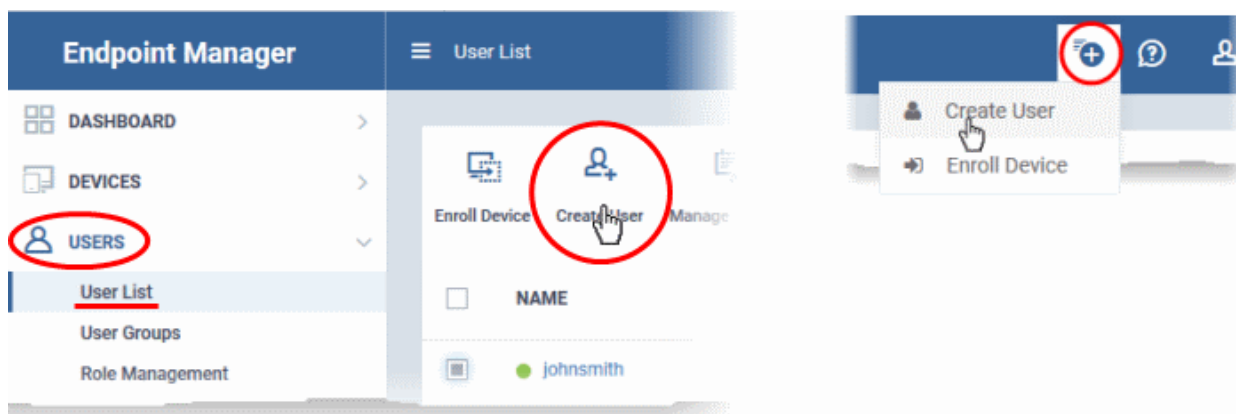 Endpoint Manager
User List
DASHBOARD
DEVICES
USERS
User List
User Groups
Role Management
Enroll Device
Create User
Manage
NAME
johnsmith
Create User
Enroll Device